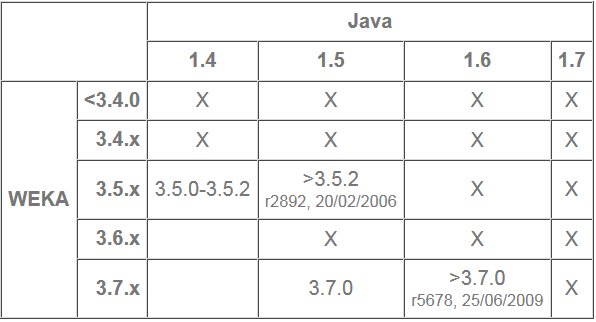 Java
1.4 1.5 1.6 1.7
<3.4.0 X X X X
3.4.x X X X X
WEKA 3.5.x 3.5.0-3.5.2 >3.5.2 X X
r2892, 20/02/2006
3.6.x X X X
3.7.x 3.7.0 >3.7.0 X
r5678, 25/06/2009